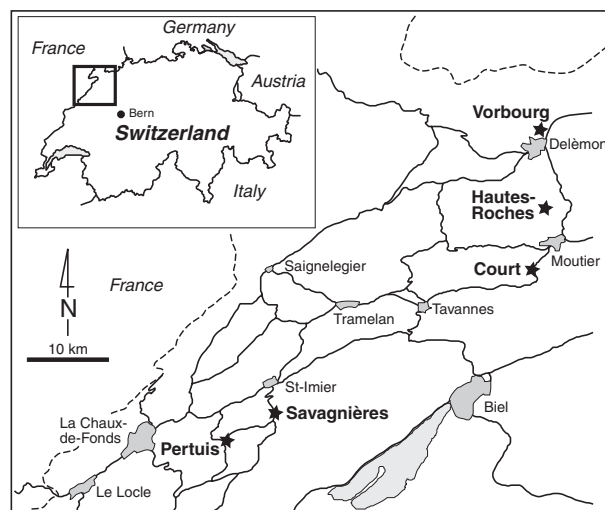 Germany
France
Austria
Bern
Switzerland
Italy
Vorbourg
Delèmont
Hautes-
Roches
Moutier
Court
Saignelegier
France
N
10 km
Tramelan
Tavannes
St-Imier
Savagnières
Biel
La Chaux-
de-Fonds
Pertuis
Le Locle